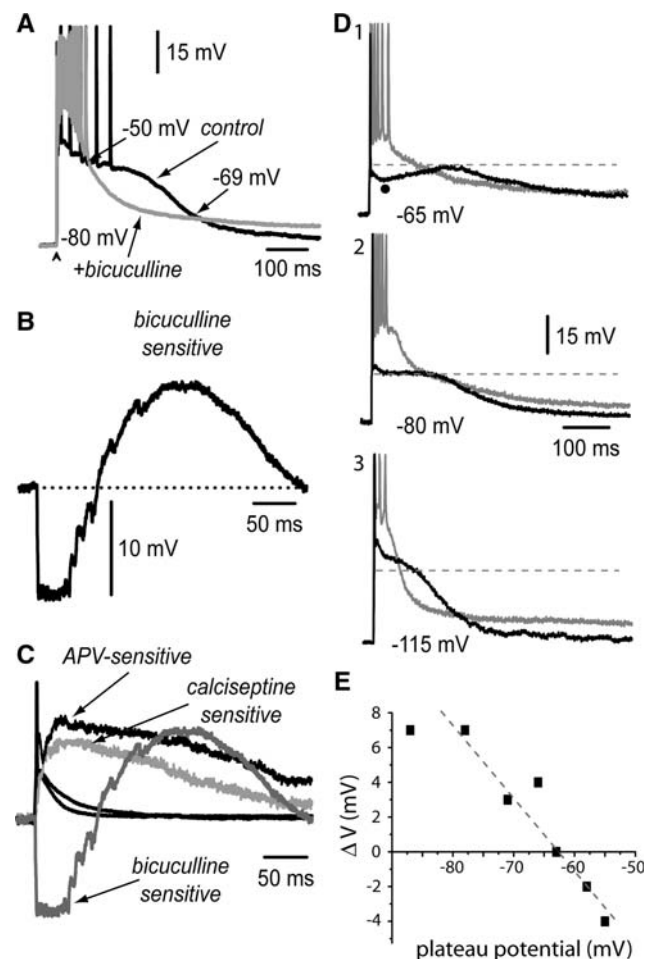 A
15 mV
-50 mV
control
-69 mV
-80 mV
+bicuculline
100 ms
B
bicuculline
sensitive
10 mV
50 ms
C
APV-sensitive
calciseptine
sensitive
bicuculline
sensitive
50 ms
D
1
-65 mV
2
15 mV
-80 mV
100 ms
3
-115 mV
E
8
6
4
2
0
-2
-4
-80
-70
-60
-50
Δ V (mV)
plateau potential (mV)